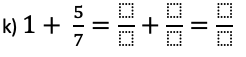 k) 1 + 5/7 = ☐/☐ + ☐/☐ = ☐/☐